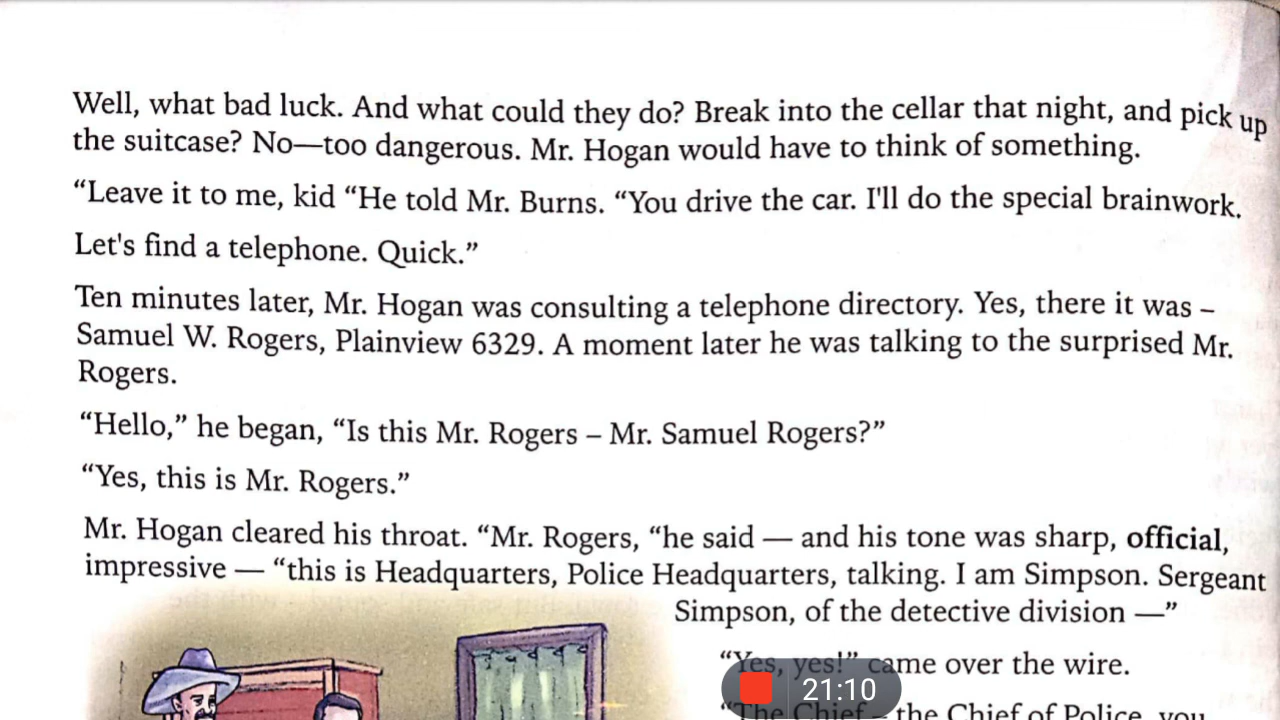 Well, what bad luck. And what could they do? Break into the cellar that night, and pick up
the suitcase? No—too dangerous. Mr. Hogan would have to think of something.
“Leave it to me, kid “He told Mr. Burns. “You drive the car. I'll do the special brainwork.
Let's find a telephone. Quick.”
Ten minutes later, Mr. Hogan was consulting a telephone directory. Yes, there it was –
Samuel W. Rogers, Plainview 6329. A moment later he was talking to the surprised Mr.
Rogers.
“Hello,” he began, “Is this Mr. Rogers – Mr. Samuel Rogers?”
“Yes, this is Mr. Rogers.”
Mr. Hogan cleared his throat. “Mr. Rogers, “he said — and his tone was sharp, official,
impressive — “this is Headquarters, Police Headquarters, talking. I am Simpson. Sergeant
Simpson, of the detective division —”
“Yes, yes!” came over the wire.
21:10
“The Chief – the Chief of Police, you